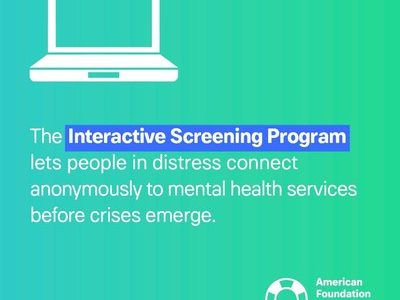 The Interactive Screening Program
lets people in distress connect
anonymously to mental health services
before crises emerge.
American
Foundation